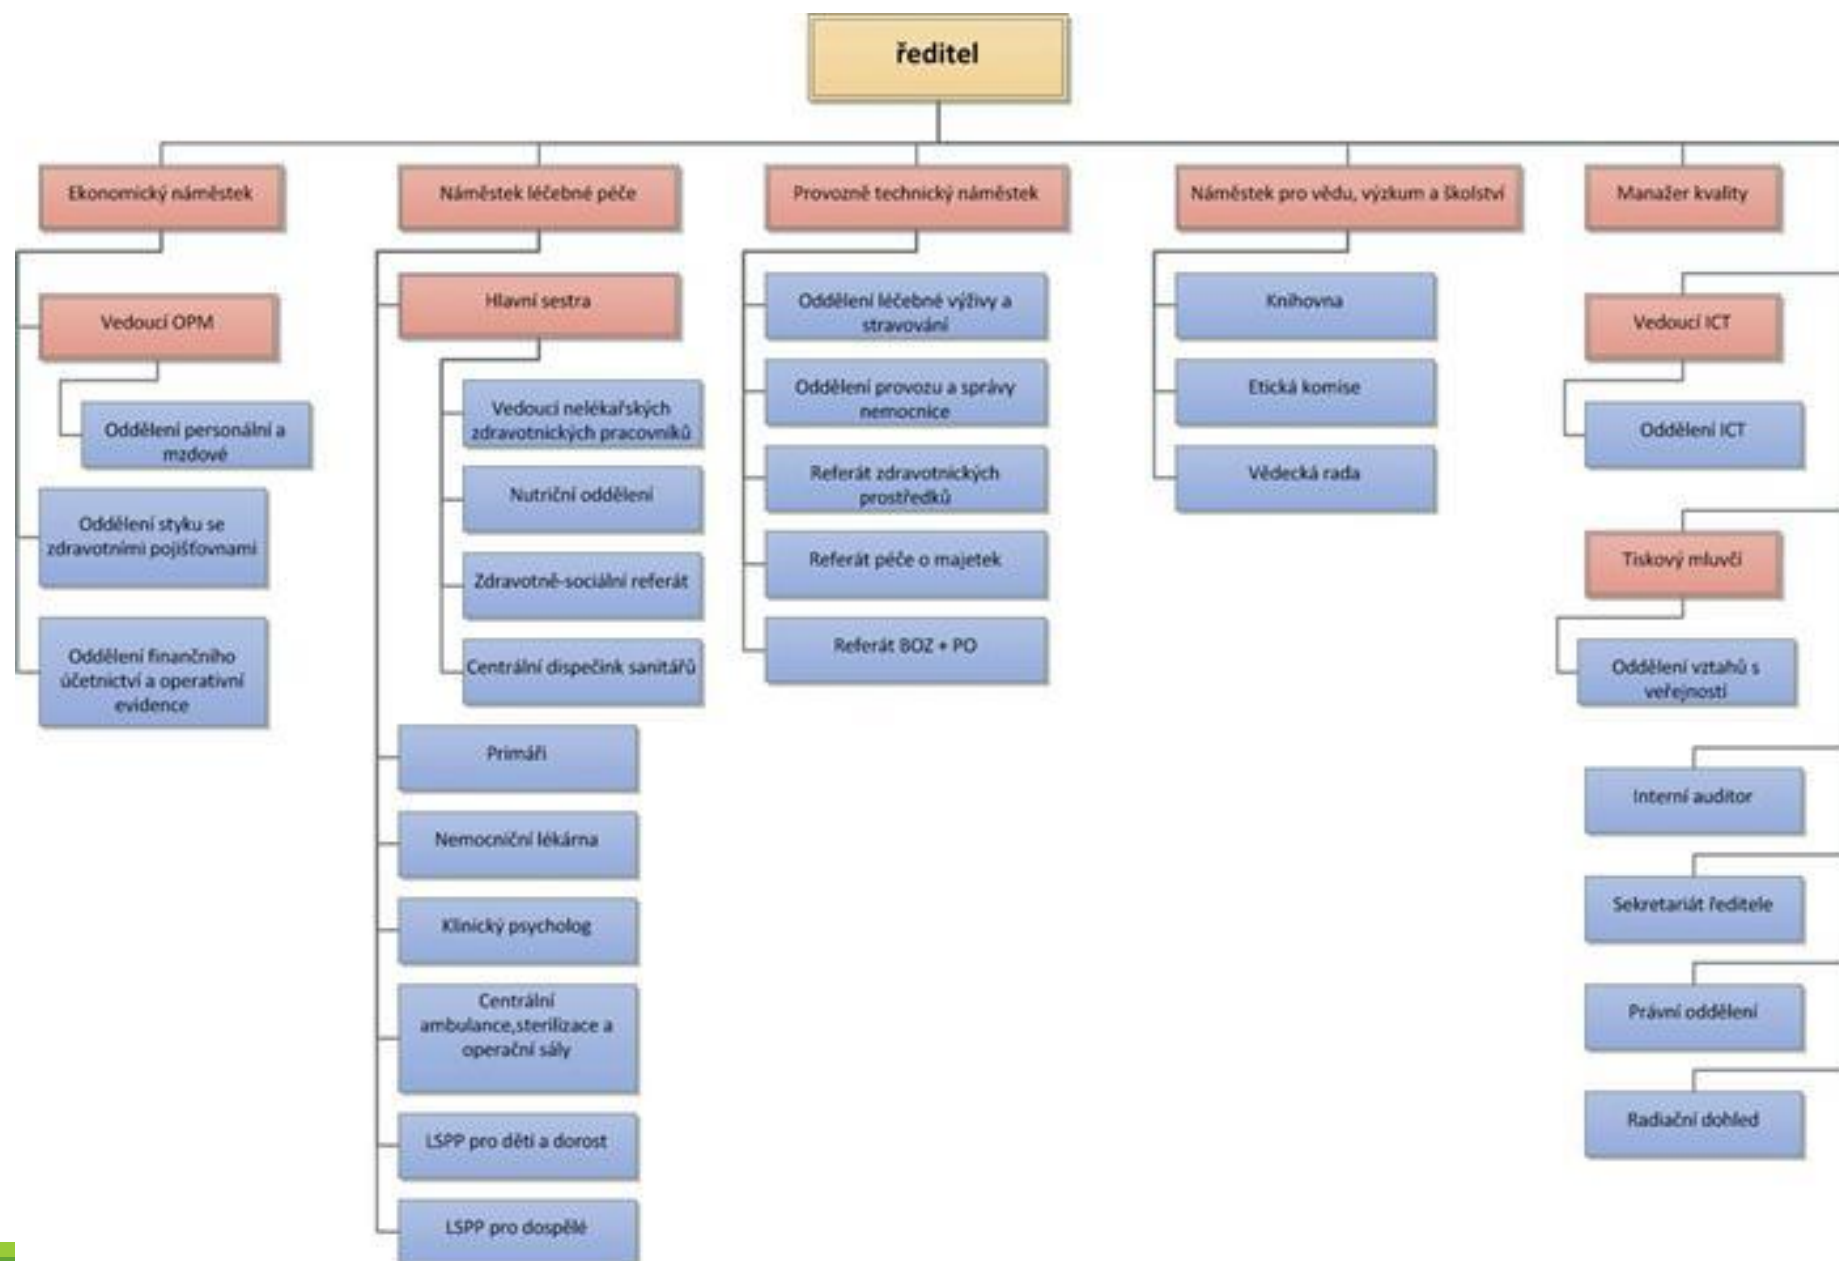 ředitel
Ekonomický náměstek
Náměstek léčebné péče
Provozně technický náměstek
Náměstek pro vědu, výzkum a školství
Manažer kvality
Vedoucí OPM
Oddělení personální a
mzdové
Oddělení styku se
zdravotními pojišťovnami
Oddělení finančního
účetnictví a operativní
evidence
Hlavní sestra
Vedoucí nelékařských
zdravotnických pracovníků
Nutriční oddělení
Zdravotně-sociální referát
Centrální dispečink sanitářů
Primáři
Nemocniční lékárna
Klinický psycholog
Centrální
ambulance,sterilizace a
operační sály
LSPP pro děti a dorost
LSPP pro dospělé
Oddělení léčebné výživy a
stravování
Oddělení provozu a správy
nemocnice
Referát zdravotnických
prostředků
Referát péče o majetek
Referát BOZ + PO
Knihovna
Etická komise
Vědecká rada
Vedoucí ICT
Oddělení ICT
Tiskový mluvčí
Oddělení vztahů s
veřejností
Interní auditor
Sekretariát ředitele
Právní oddělení
Radiační dohled